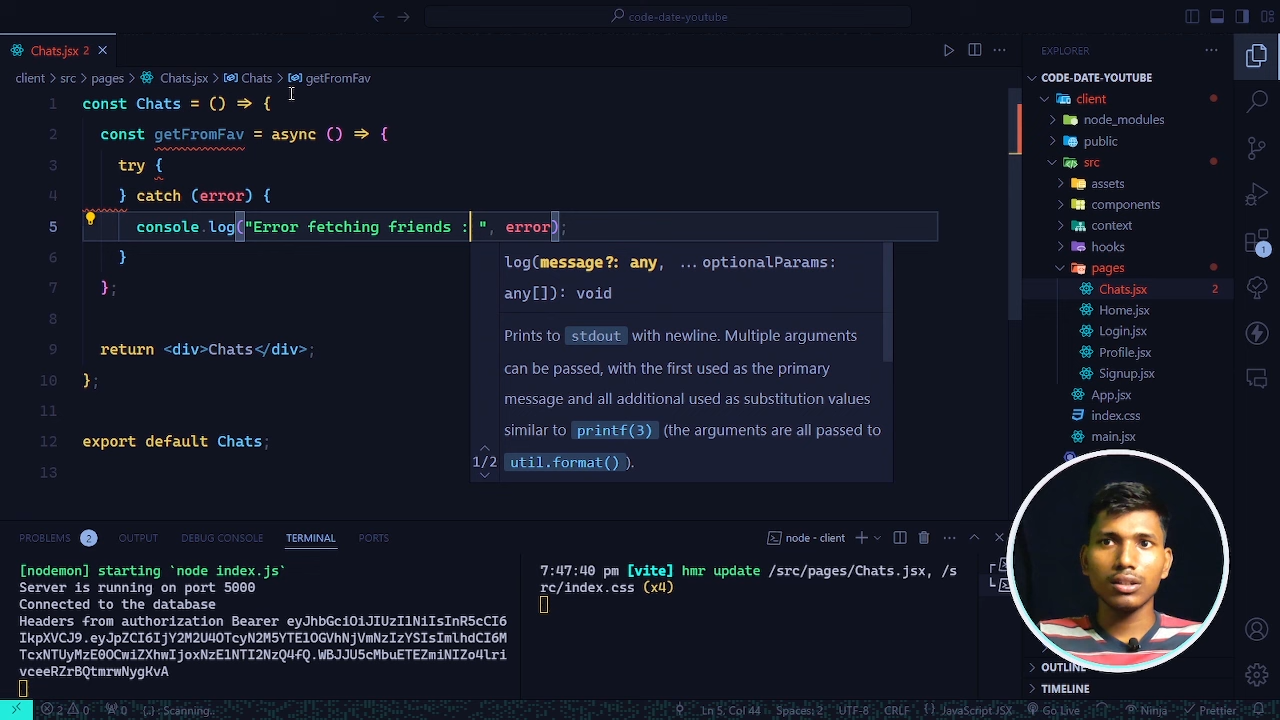 code-date-youtube
Chats.jsx 2
client > src > pages > Chats.jsx > Chats > getFromFav
1 const Chats = () => {
2 const getFromFav = async () => {
3 try {
4 } catch (error) {
5 console.log("Error fetching friends : ", error);
6 }
7 };
8
9 return <div>Chats</div>;
10 };
11
12 export default Chats;
13
log(message?: any, ...optionalParams:
any[]): void
Prints to stdout with newline. Multiple arguments
can be passed, with the first used as the primary
message and all additional used as substitution values
similar to printf(3) (the arguments are all passed to
1/2
util.format() ).
EXPLORER
CODE-DATE-YOUTUBE
client
node_modules
public
src
assets
components
context
hooks
pages
Chats.jsx 2
Home.jsx
Login.jsx
Profile.jsx
Signup.jsx
App.jsx
index.css
main.jsx
OUTLIN
TIMELINE
PROBLEMS 2 OUTPUT DEBUG CONSOLE TERMINAL PORTS
node - client
[nodemon] starting `node index.js`
Server is running on port 5000
Connected to the database
7:47:40 pm [vite] hmr update /src/pages/Chats.jsx, /s
rc/index.css (x4)
2 0 0 Scanning..
Ln 5, Col 44 Spaces: 2 UTF-8 CRLF JavaScript JSX Go Live Ninja Prettier